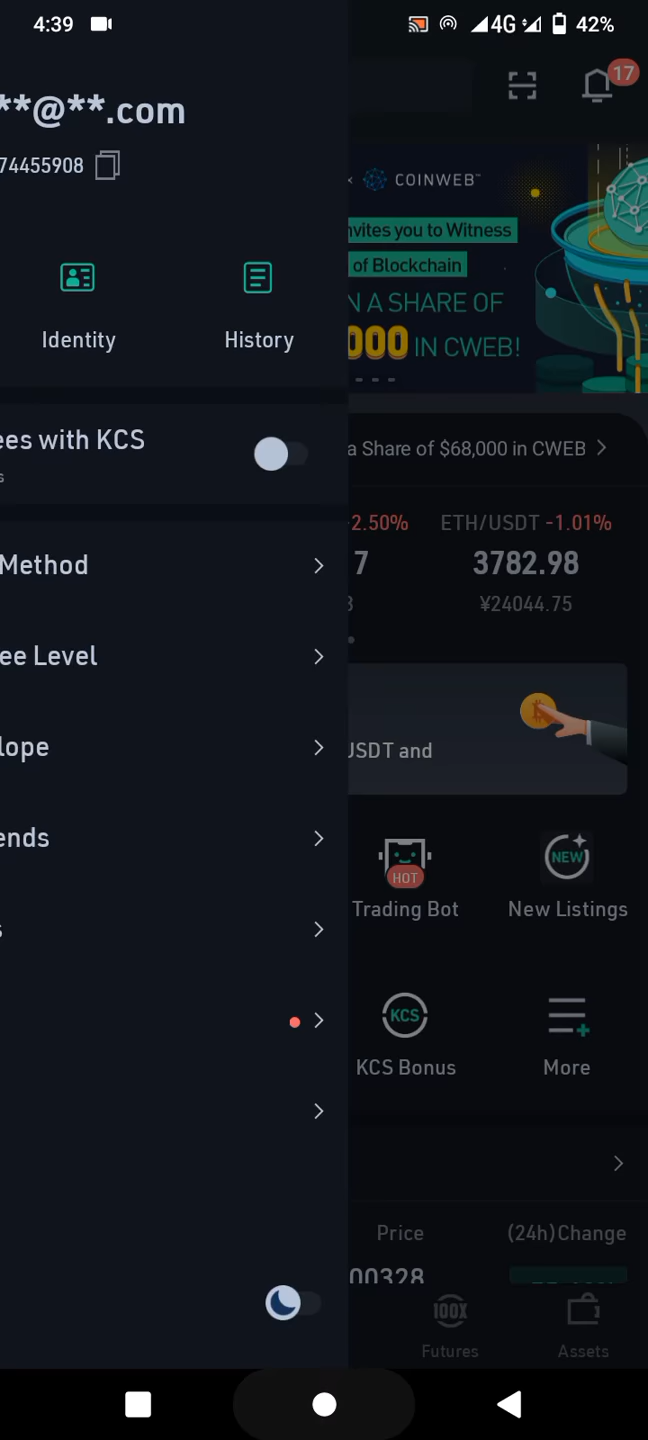 4:39
4G
42%
**@**.com
74455908
17
COINWEB™
nvites you to Witness
of Blockchain
N A SHARE OF
000 IN CWEB!
Identity
History
ees with KCS
s
a Share of $68,000 in CWEB
-2.50%
ETH/USDT -1.01%
7
3782.98
¥24044.75
Method
ee Level
lope
USDT and
ends
HOT
NEW
Trading Bot
New Listings
s
KCS
KCS Bonus
More
Price
(24h)Change
00328
100X
Futures
Assets